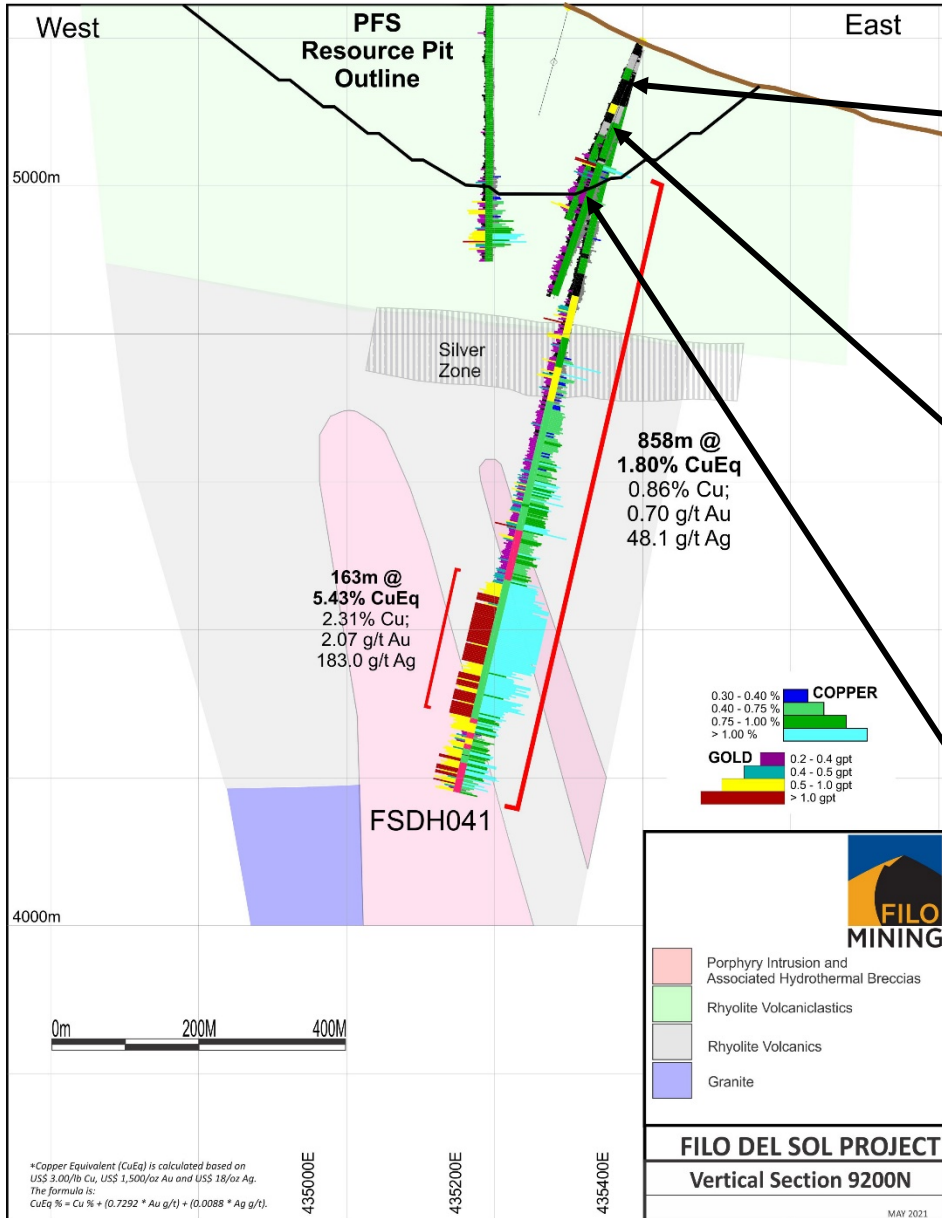 West
PFS
Resource Pit
Outline
East
5000m
Silver
Zone
858m @
1.80% CuEq
0.86% Cu;
0.70 g/t Au
48.1 g/t Ag
163m @
5.43% CuEq
2.31% Cu;
2.07 g/t Au
183.0 g/t Ag
FSDH041
0.30 - 0.40 % COPPER
0.40 - 0.75 %
0.75 - 1.00 %
> 1.00 %
GOLD 0.2 - 0.4 gpt
0.4 - 0.5 gpt
0.5 - 1.0 gpt
> 1.0 gpt
4000m
FILO
MINING
Porphyry Intrusion and
Associated Hydrothermal Breccias
Rhyolite Volcaniclastics
Rhyolite Volcanics
Granite
0m 200M 400M
435000E
435200E
435400E
*Copper Equivalent (CuEq) is calculated based on
US$ 3.00/lb Cu, US$ 1,500/oz Au and US$ 18/oz Ag.
The formula is:
CuEq % = Cu % + (0.7292 * Au g/t) + (0.0088 * Ag g/t).
FILO DEL SOL PROJECT
Vertical Section 9200N
MAY 2021